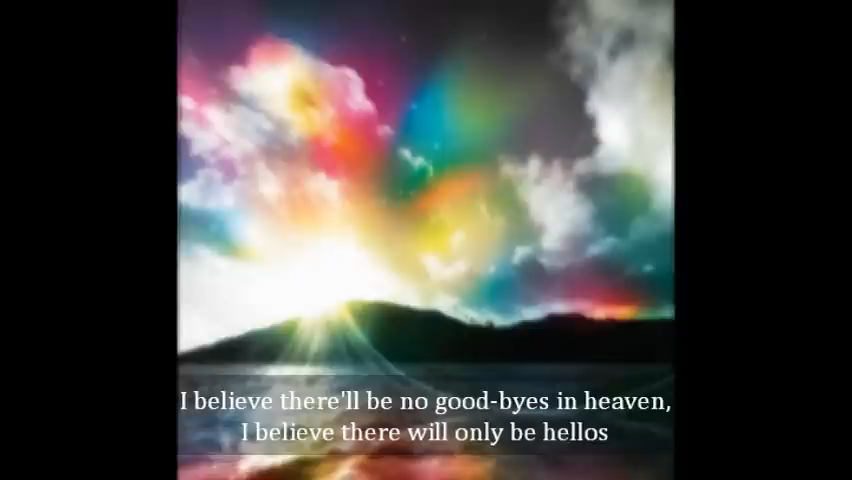 I believe there'll be no good-byes in heaven,
I believe there will only be hellos